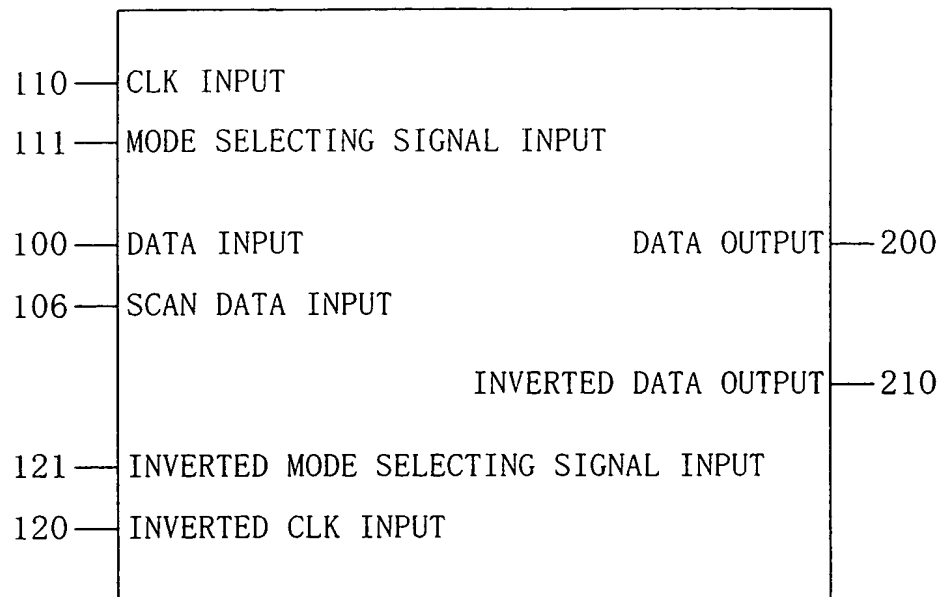 110 CLK INPUT
111 MODE SELECTING SIGNAL INPUT
100 DATA INPUT DATA OUTPUT 200
106 SCAN DATA INPUT
INVERTED DATA OUTPUT 210
121 INVERTED MODE SELECTING SIGNAL INPUT
120 INVERTED CLK INPUT